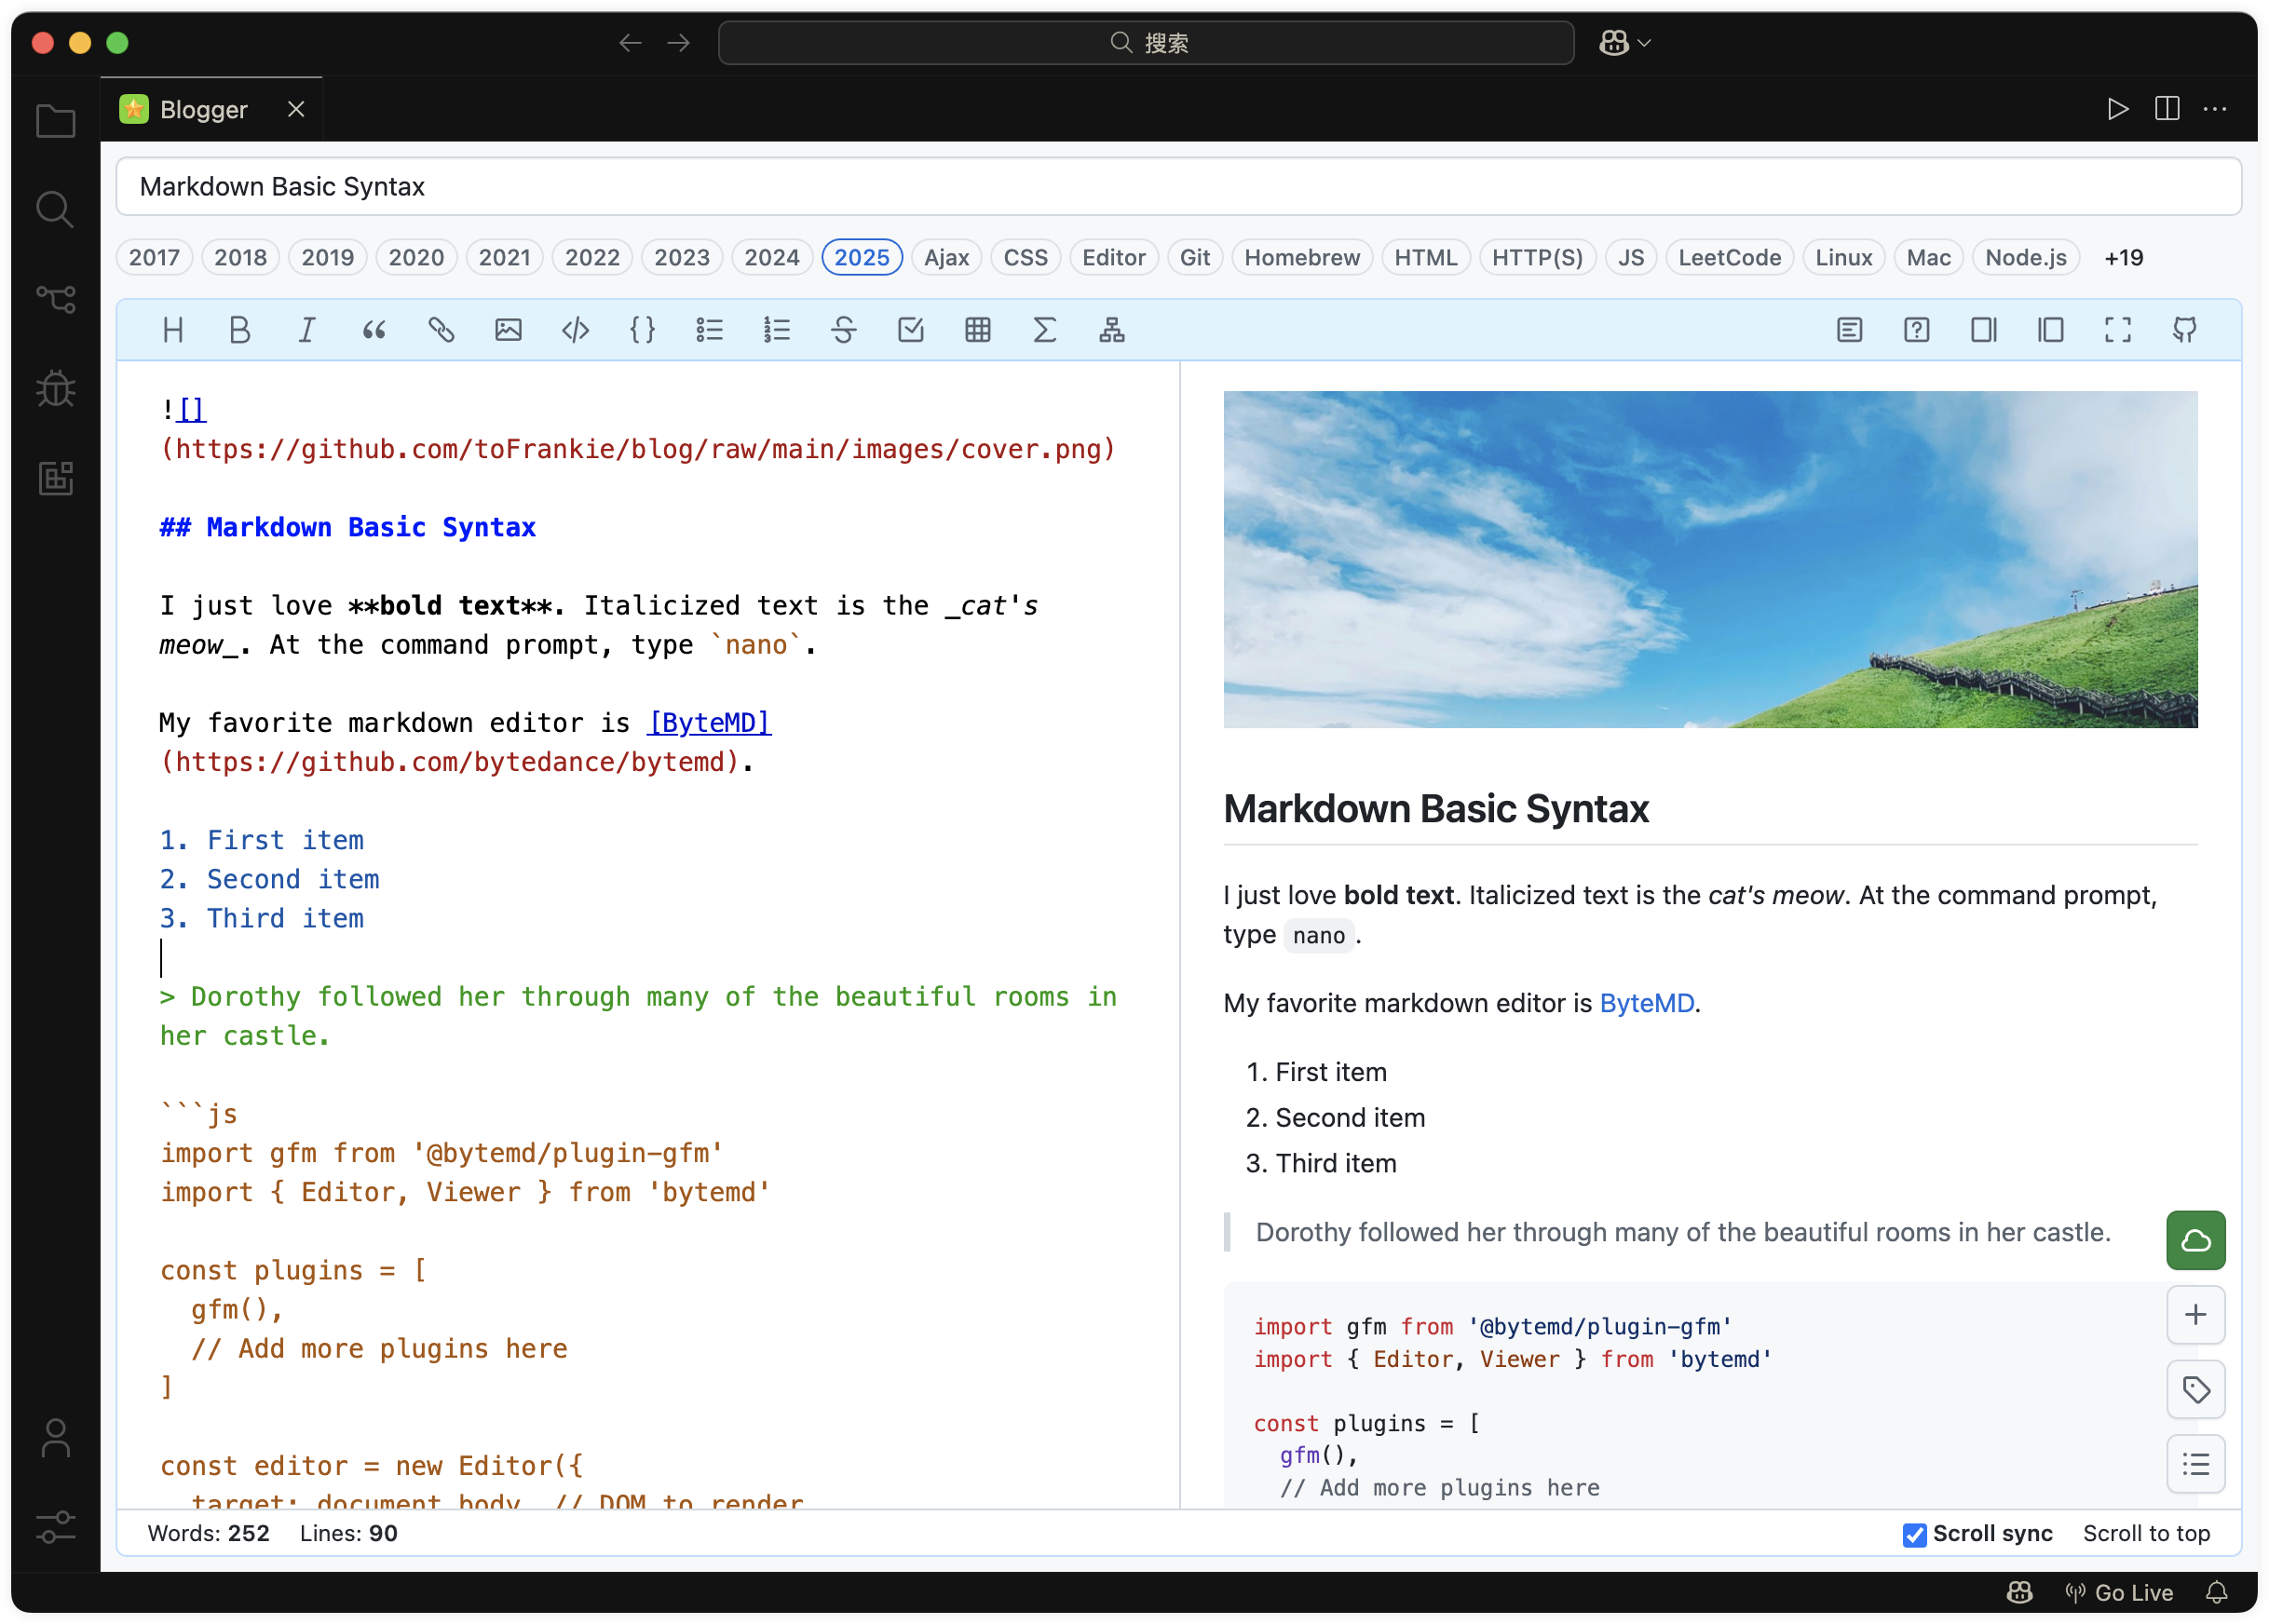 搜索
Blogger
Markdown Basic Syntax
2017 2018 2019 2020 2021 2022 2023 2024 2025 Ajax CSS Editor Git Homebrew HTML HTTP(S) JS LeetCode Linux Mac Node.js +19
![]
(https://github.com/toFrankie/blog/raw/main/images/cover.png)
## Markdown Basic Syntax
I just love **bold text**. Italicized text is the _cat's
meow_. At the command prompt, type `nano`.
My favorite markdown editor is [ByteMD]
(https://github.com/bytedance/bytemd).
1. First item
2. Second item
3. Third item
> Dorothy followed her through many of the beautiful rooms in
her castle.
```js
import gfm from '@bytemd/plugin-gfm'
import { Editor, Viewer } from 'bytemd'
const plugins = [
  gfm(),
  // Add more plugins here
]
const editor = new Editor({
  target: document.body, // DOM to render
Markdown Basic Syntax
I just love bold text. Italicized text is the cat's meow. At the command prompt,
type nano.
My favorite markdown editor is ByteMD.
1. First item
2. Second item
3. Third item
Dorothy followed her through many of the beautiful rooms in her castle.
import gfm from '@bytemd/plugin-gfm'
import { Editor, Viewer } from 'bytemd'
const plugins = [
  gfm(),
  // Add more plugins here
Words: 252 Lines: 90
Scroll sync Scroll to top
Go Live